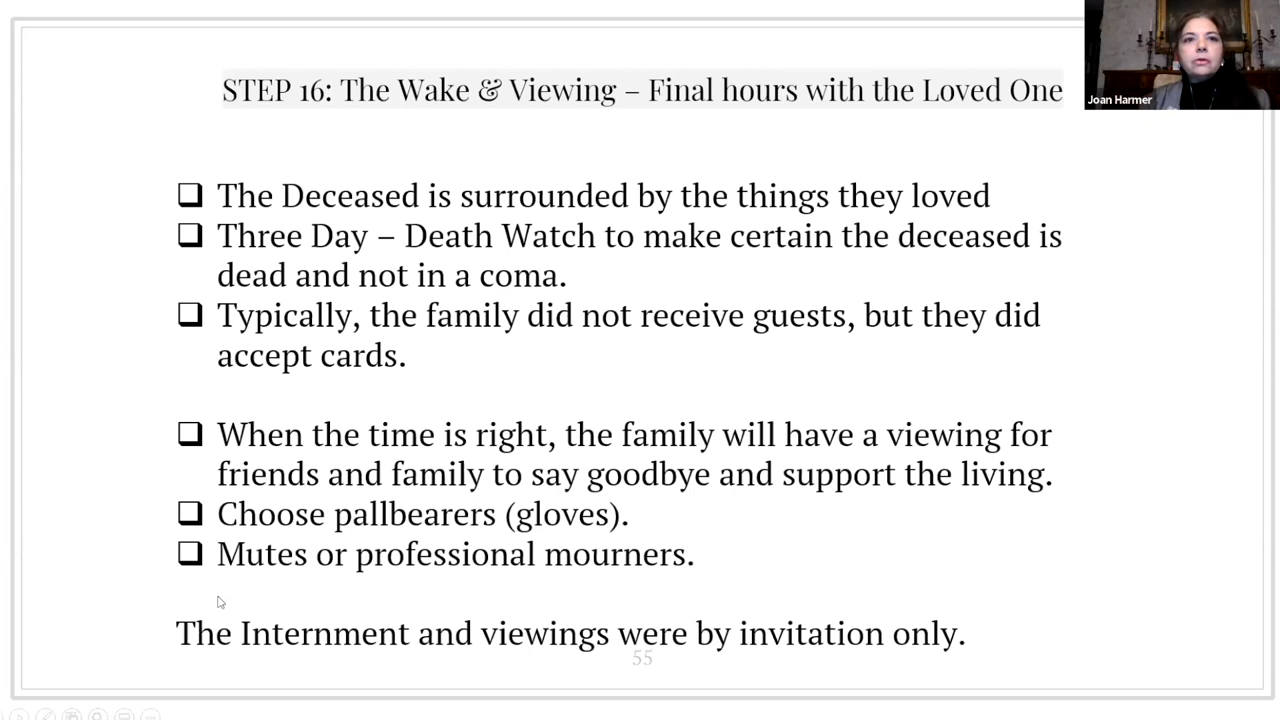 STEP 16: The Wake & Viewing – Final hours with the Loved One
Joan Harmer
The Deceased is surrounded by the things they loved
Three Day – Death Watch to make certain the deceased is
dead and not in a coma.
Typically, the family did not receive guests, but they did
accept cards.
When the time is right, the family will have a viewing for
friends and family to say goodbye and support the living.
Choose pallbearers (gloves).
Mutes or professional mourners.
The Internment and viewings were by invitation only.
55